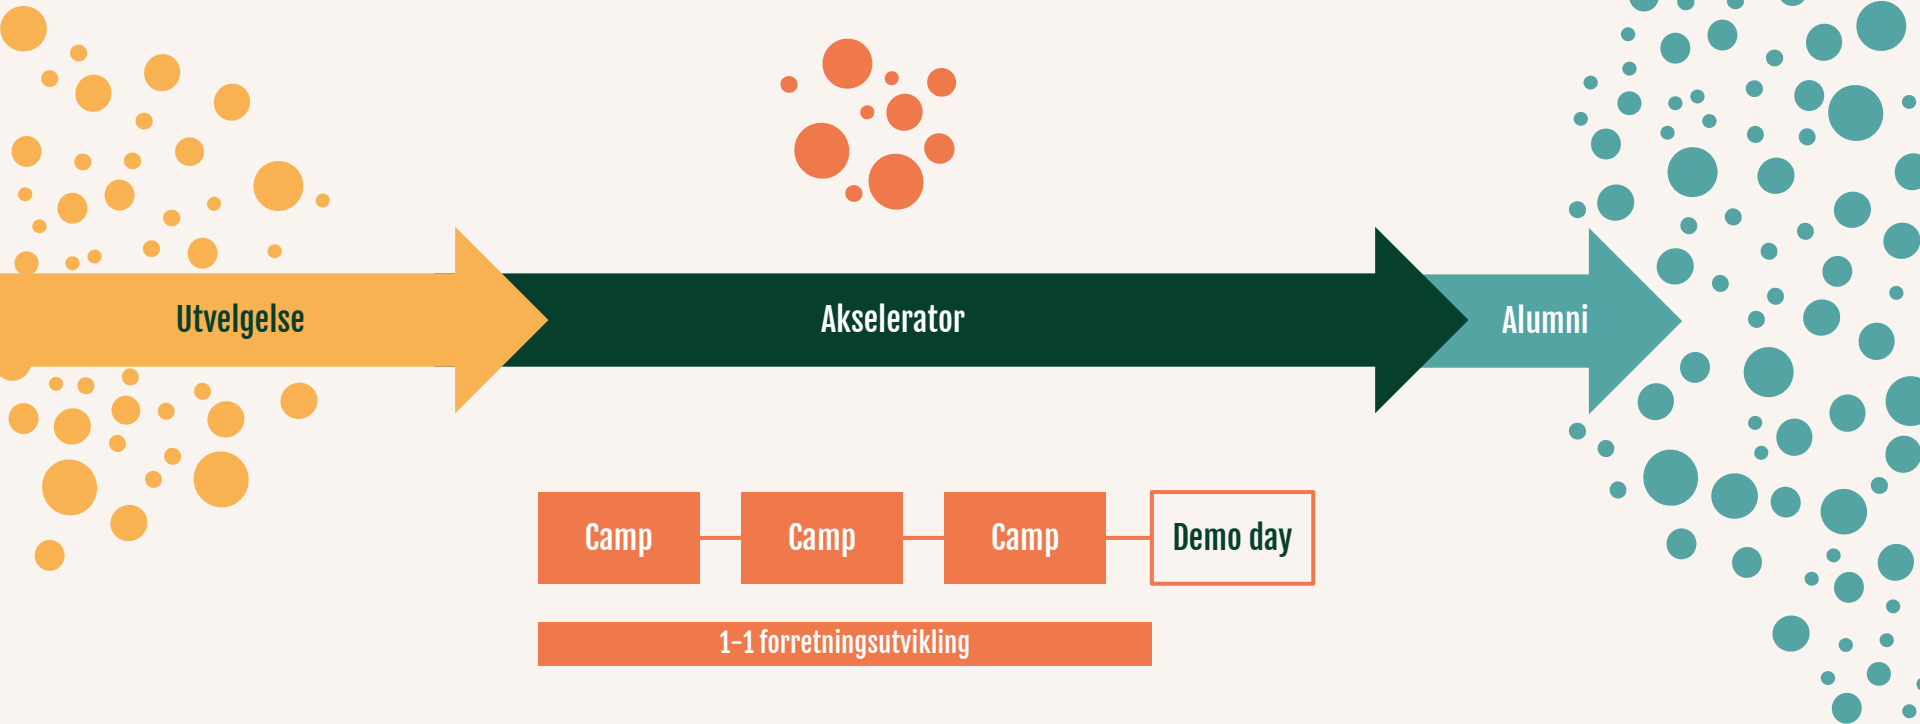 Utvelgelse
Akselerator
Alumni
Camp
Camp
Camp
Demo day
1-1 forretningsutvikling